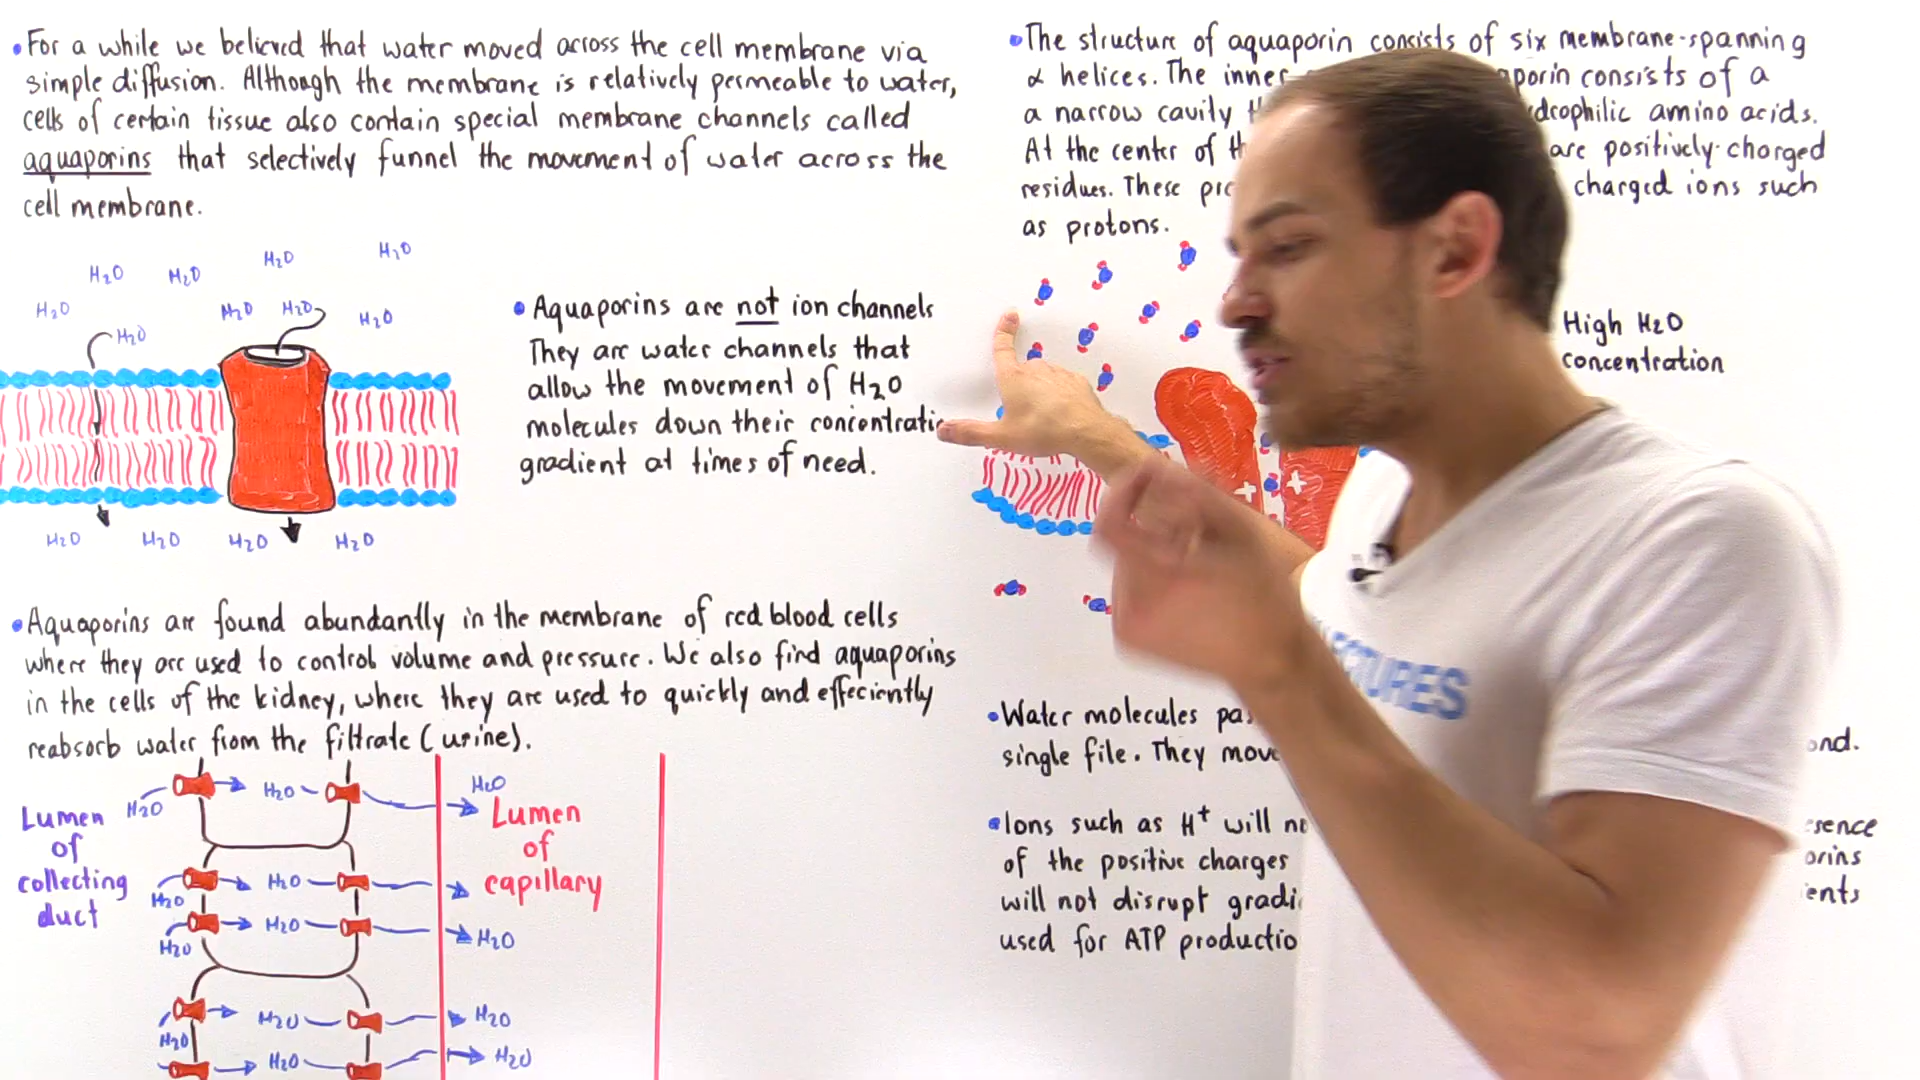 •For a while we believed that water moved across the cell membrane via
simple diffusion. Although the membrane is relatively permeable to water,
cells of certain tissue also contain special membrane channels called
aquaporins that selectively funnel the movement of water across the
cell membrane.
H2O H2O H2O H2O
H2O H2O H2O H2O H2O
H2O H2O H2O H2O
•Aquaporins are not ion channels
They are water channels that
allow the movement of H2O
molecules down their concentratio
gradient at times of need.
•Aquaporins are found abundantly in the membrane of red blood cells
where they are used to control volume and pressure. We also find aquaporins
in the cells of the kidney, where they are used to quickly and effeciently
reabsorb water from the filtrate (urine).
Lumen
of
collecting
duct
H2O H2O H2O
H2O H2O
H2O H2O H2O
H2O H2O H2O
H2O H2O
Lumen
of
capillary
•The structure of aquaporin consists of six membrane-spanning
α helices. The inner porin consists of a
a narrow cavity drophilic amino acids.
At the center of are positively-charged
residues. These charged ions such
as protons.
High H2O
concentration
+ +
•Water molecules pas
single file. They move ond.
•Ions such as H+ will no sence
of the positive charges orins
will not disrupt gradi ents
used for ATP productio
ECTURES